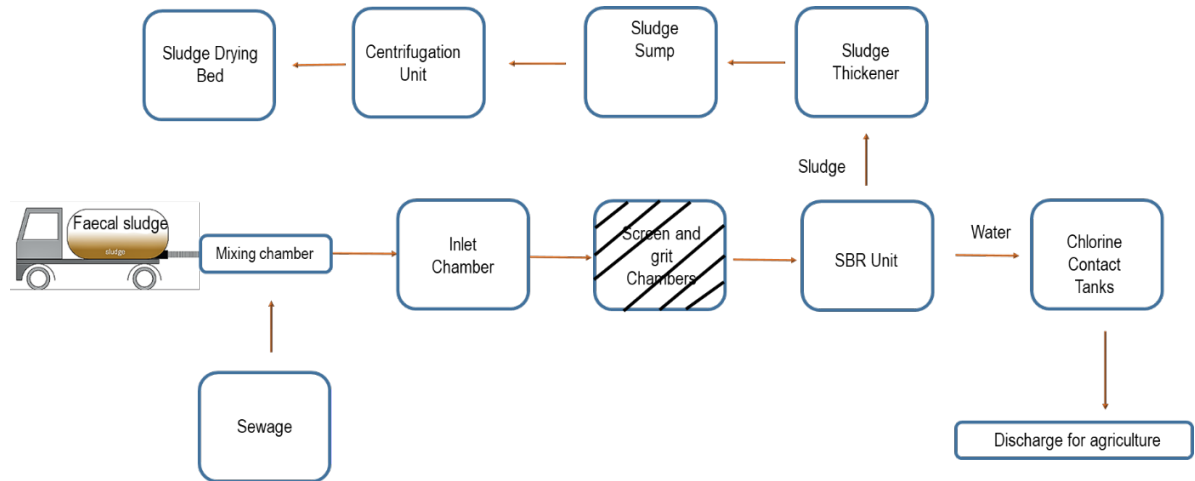 Sludge Drying
Bed
Centrifugation
Unit
Sludge
Sump
Sludge
Thickener
Sludge
Faecal sludge
sludge
Mixing chamber
Inlet
Chamber
Screen and
grit
Chambers
SBR Unit
Water
Chlorine
Contact
Tanks
Sewage
Discharge for agriculture